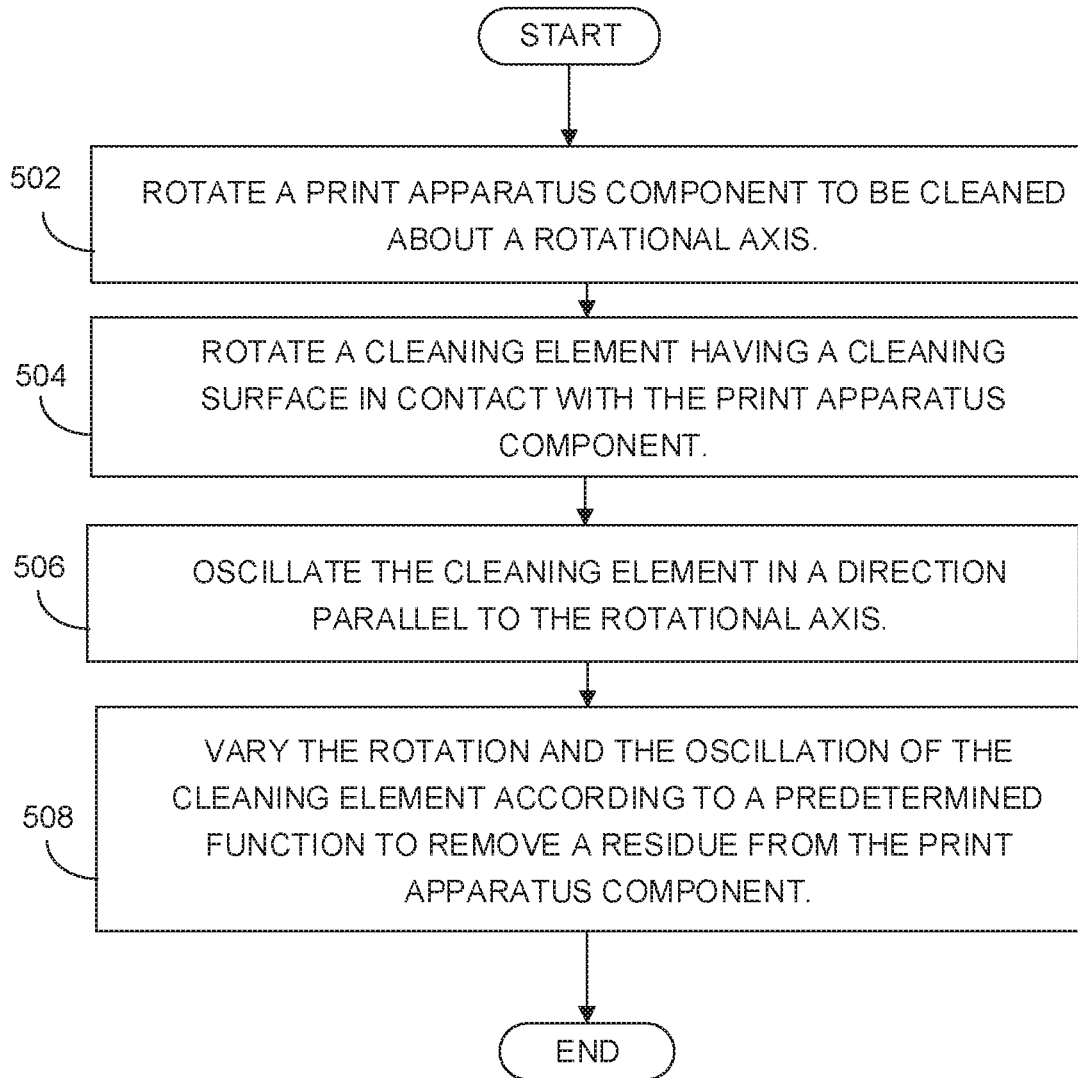 START
502
ROTATE A PRINT APPARATUS COMPONENT TO BE CLEANED
ABOUT A ROTATIONAL AXIS.
504
ROTATE A CLEANING ELEMENT HAVING A CLEANING
SURFACE IN CONTACT WITH THE PRINT APPARATUS
COMPONENT.
506
OSCILLATE THE CLEANING ELEMENT IN A DIRECTION
PARALLEL TO THE ROTATIONAL AXIS.
508
VARY THE ROTATION AND THE OSCILLATION OF THE
CLEANING ELEMENT ACCORDING TO A PREDETERMINED
FUNCTION TO REMOVE A RESIDUE FROM THE PRINT
APPARATUS COMPONENT.
END